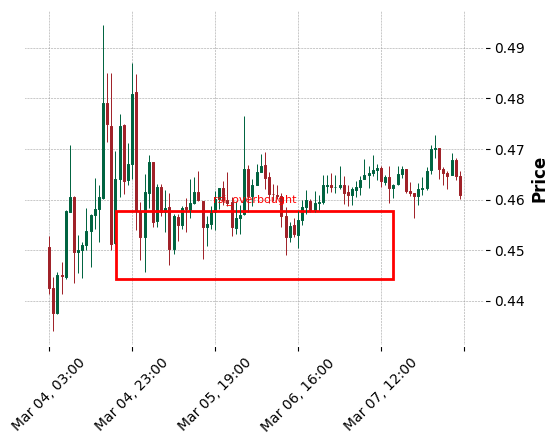 0.49
0.48
0.47
0.46
0.45
0.44
Price
rsi_overbought
Mar 04, 03:00
Mar 04, 23:00
Mar 05, 19:00
Mar 06, 16:00
Mar 07, 12:00